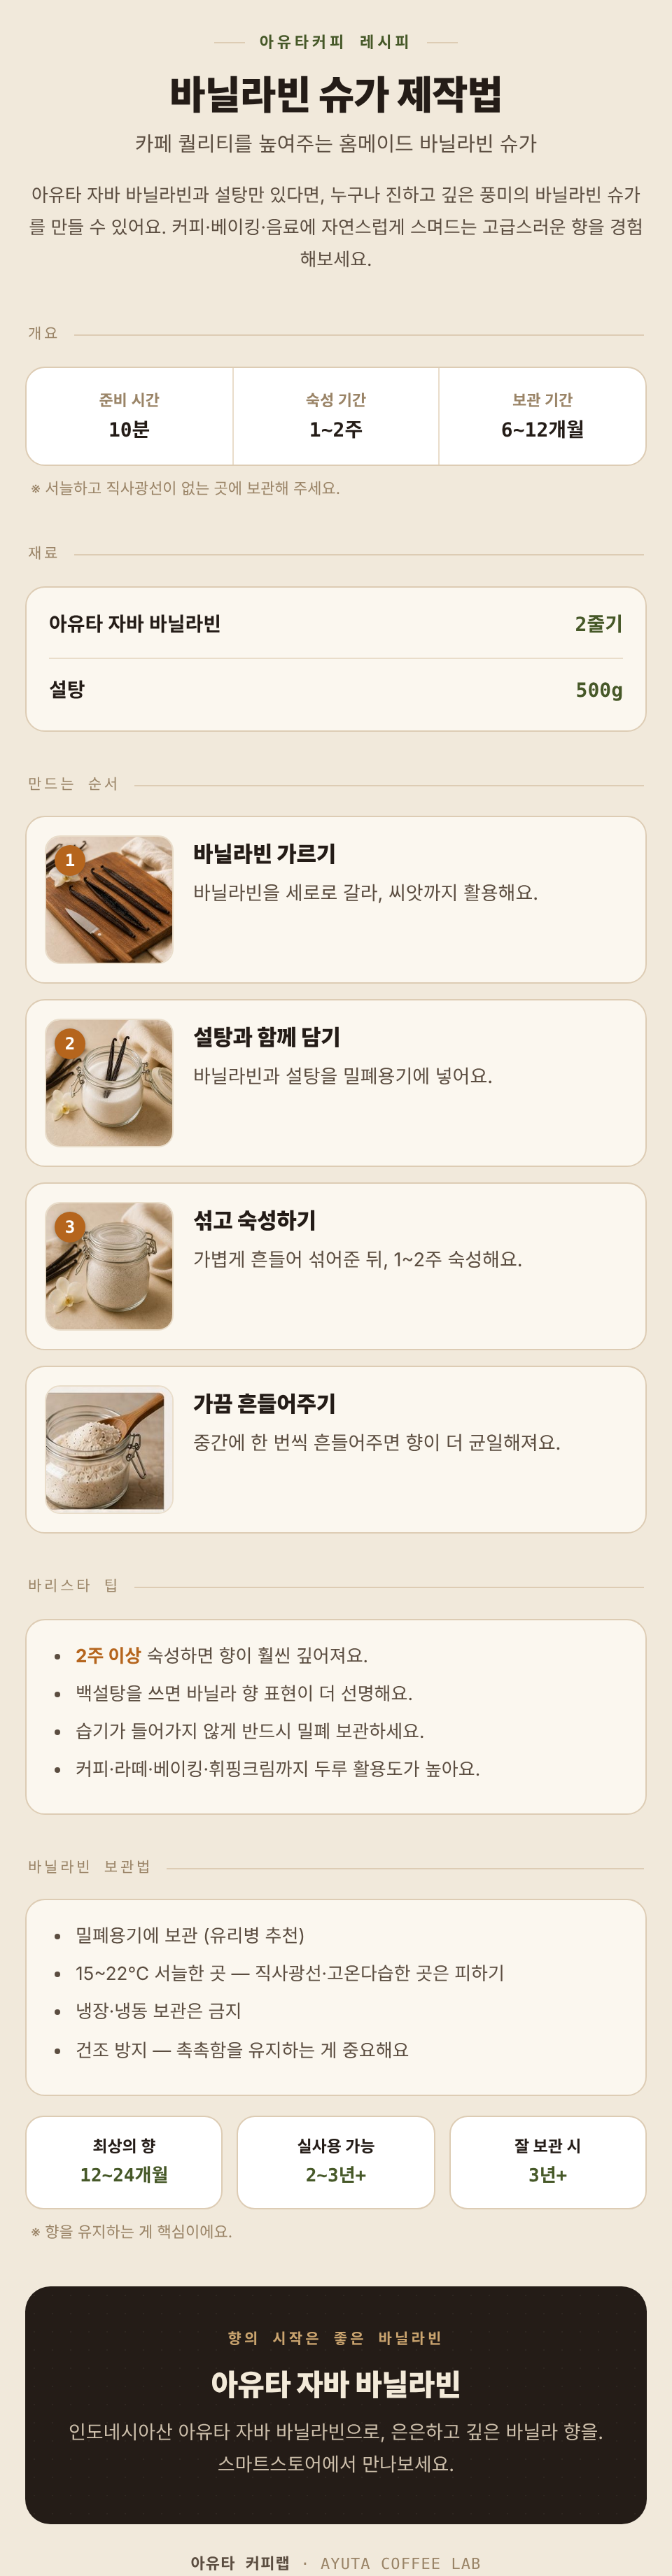 아유타커피 레시피
바닐라빈 슈가 제작법
카페 퀄리티를 높여주는 홈메이드 바닐라빈 슈가
아유타 자바 바닐라빈과 설탕만 있다면, 누구나 진하고 깊은 풍미의 바닐라빈 슈가
를 만들 수 있어요. 커피·베이킹·음료에 자연스럽게 스며드는 고급스러운 향을 경험
해보세요.
개요
준비 시간
10분
숙성 기간
1~2주
보관 기간
6~12개월
※ 서늘하고 직사광선이 없는 곳에 보관해 주세요.
재료
아유타 자바 바닐라빈
2줄기
설탕
500g
만드는 순서
1
바닐라빈 가르기
바닐라빈을 세로로 갈라, 씨앗까지 활용해요.
2
설탕과 함께 담기
바닐라빈과 설탕을 밀폐용기에 넣어요.
3
섞고 숙성하기
가볍게 흔들어 섞어준 뒤, 1~2주 숙성해요.
가끔 흔들어주기
중간에 한 번씩 흔들어주면 향이 더 균일해져요.
바리스타 팁
• 2주 이상 숙성하면 향이 훨씬 깊어져요.
• 백설탕을 쓰면 바닐라 향 표현이 더 선명해요.
• 습기가 들어가지 않게 반드시 밀폐 보관하세요.
• 커피·라떼·베이킹·휘핑크림까지 두루 활용도가 높아요.
바닐라빈 보관법
• 밀폐용기에 보관 (유리병 추천)
• 15~22°C 서늘한 곳 — 직사광선·고온다습한 곳은 피하기
• 냉장·냉동 보관은 금지
• 건조 방지 — 촉촉함을 유지하는 게 중요해요
최상의 향
12~24개월
실사용 가능
2~3년+
잘 보관 시
3년+
※ 향을 유지하는 게 핵심이에요.
향의 시작은 좋은 바닐라빈
아유타 자바 바닐라빈
인도네시아산 아유타 자바 바닐라빈으로, 은은하고 깊은 바닐라 향을.
스마트스토어에서 만나보세요.
아유타 커피랩 · AYUTA COFFEE LAB